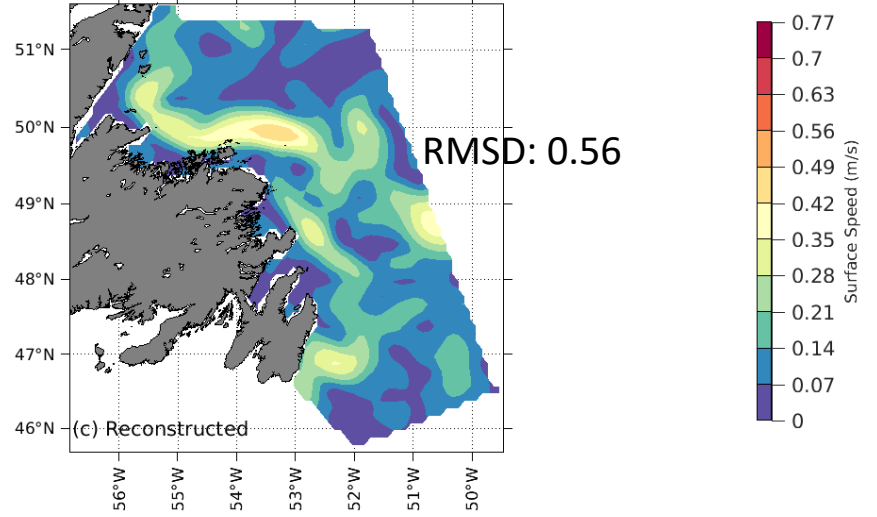 51°N
50°N
49°N
48°N
47°N
46°N
RMSD: 0.56
(c) Reconstructed
56°W
55°W
54°W
53°W
52°W
51°W
50°W
0.77
0.7
0.63
0.56
0.49
0.42
0.35
0.28
0.21
0.14
0.07
0
Surface Speed (m/s)